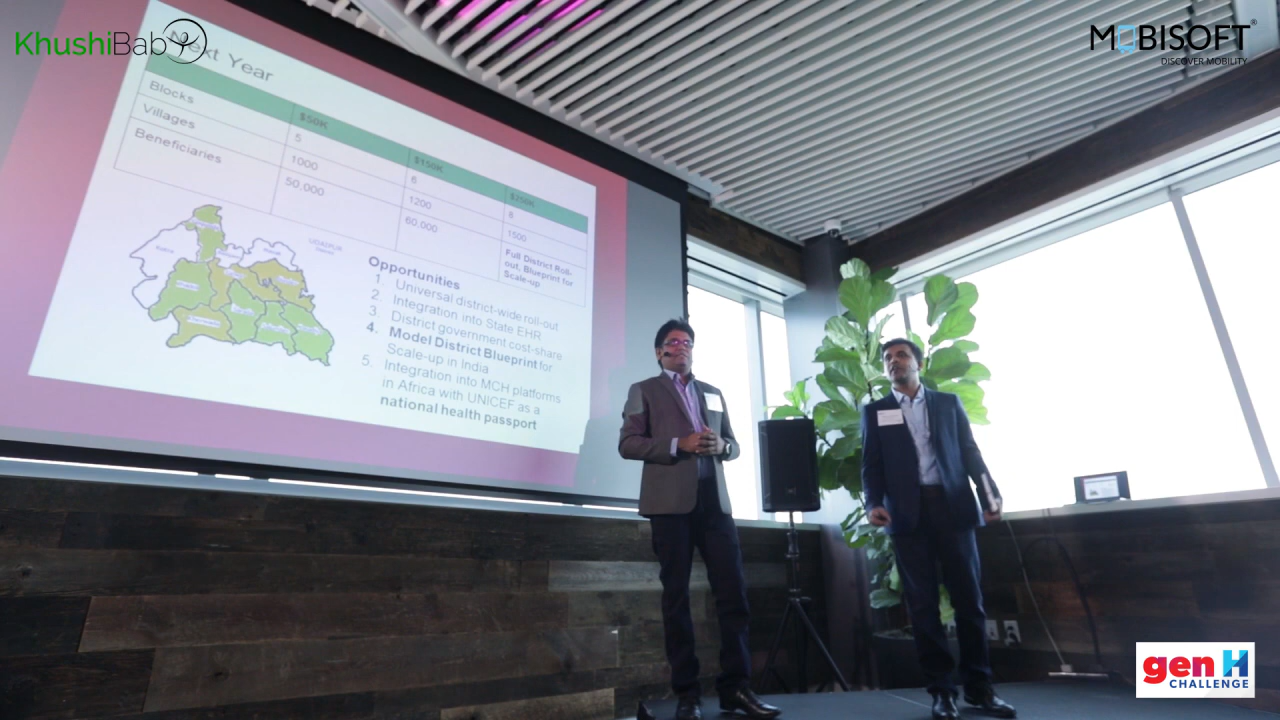 KhushiBaby
MOBISOFT®
DISCOVER MOBILITY
Next Year
$50K $150K $250K
Blocks 5 6 8
Villages 1000 1200 1500
Beneficiaries 50,000 60,000 Full District Roll-
out, Blueprint for
Scale-up
UDAIPUR
Opportunities
1. Universal district-wide roll-out
2. Integration into State EHR
3. District government cost-share
4. Model District Blueprint for
Scale-up in India
5. Integration into MCH platforms
in Africa with UNICEF as a
national health passport
gen H
CHALLENGE